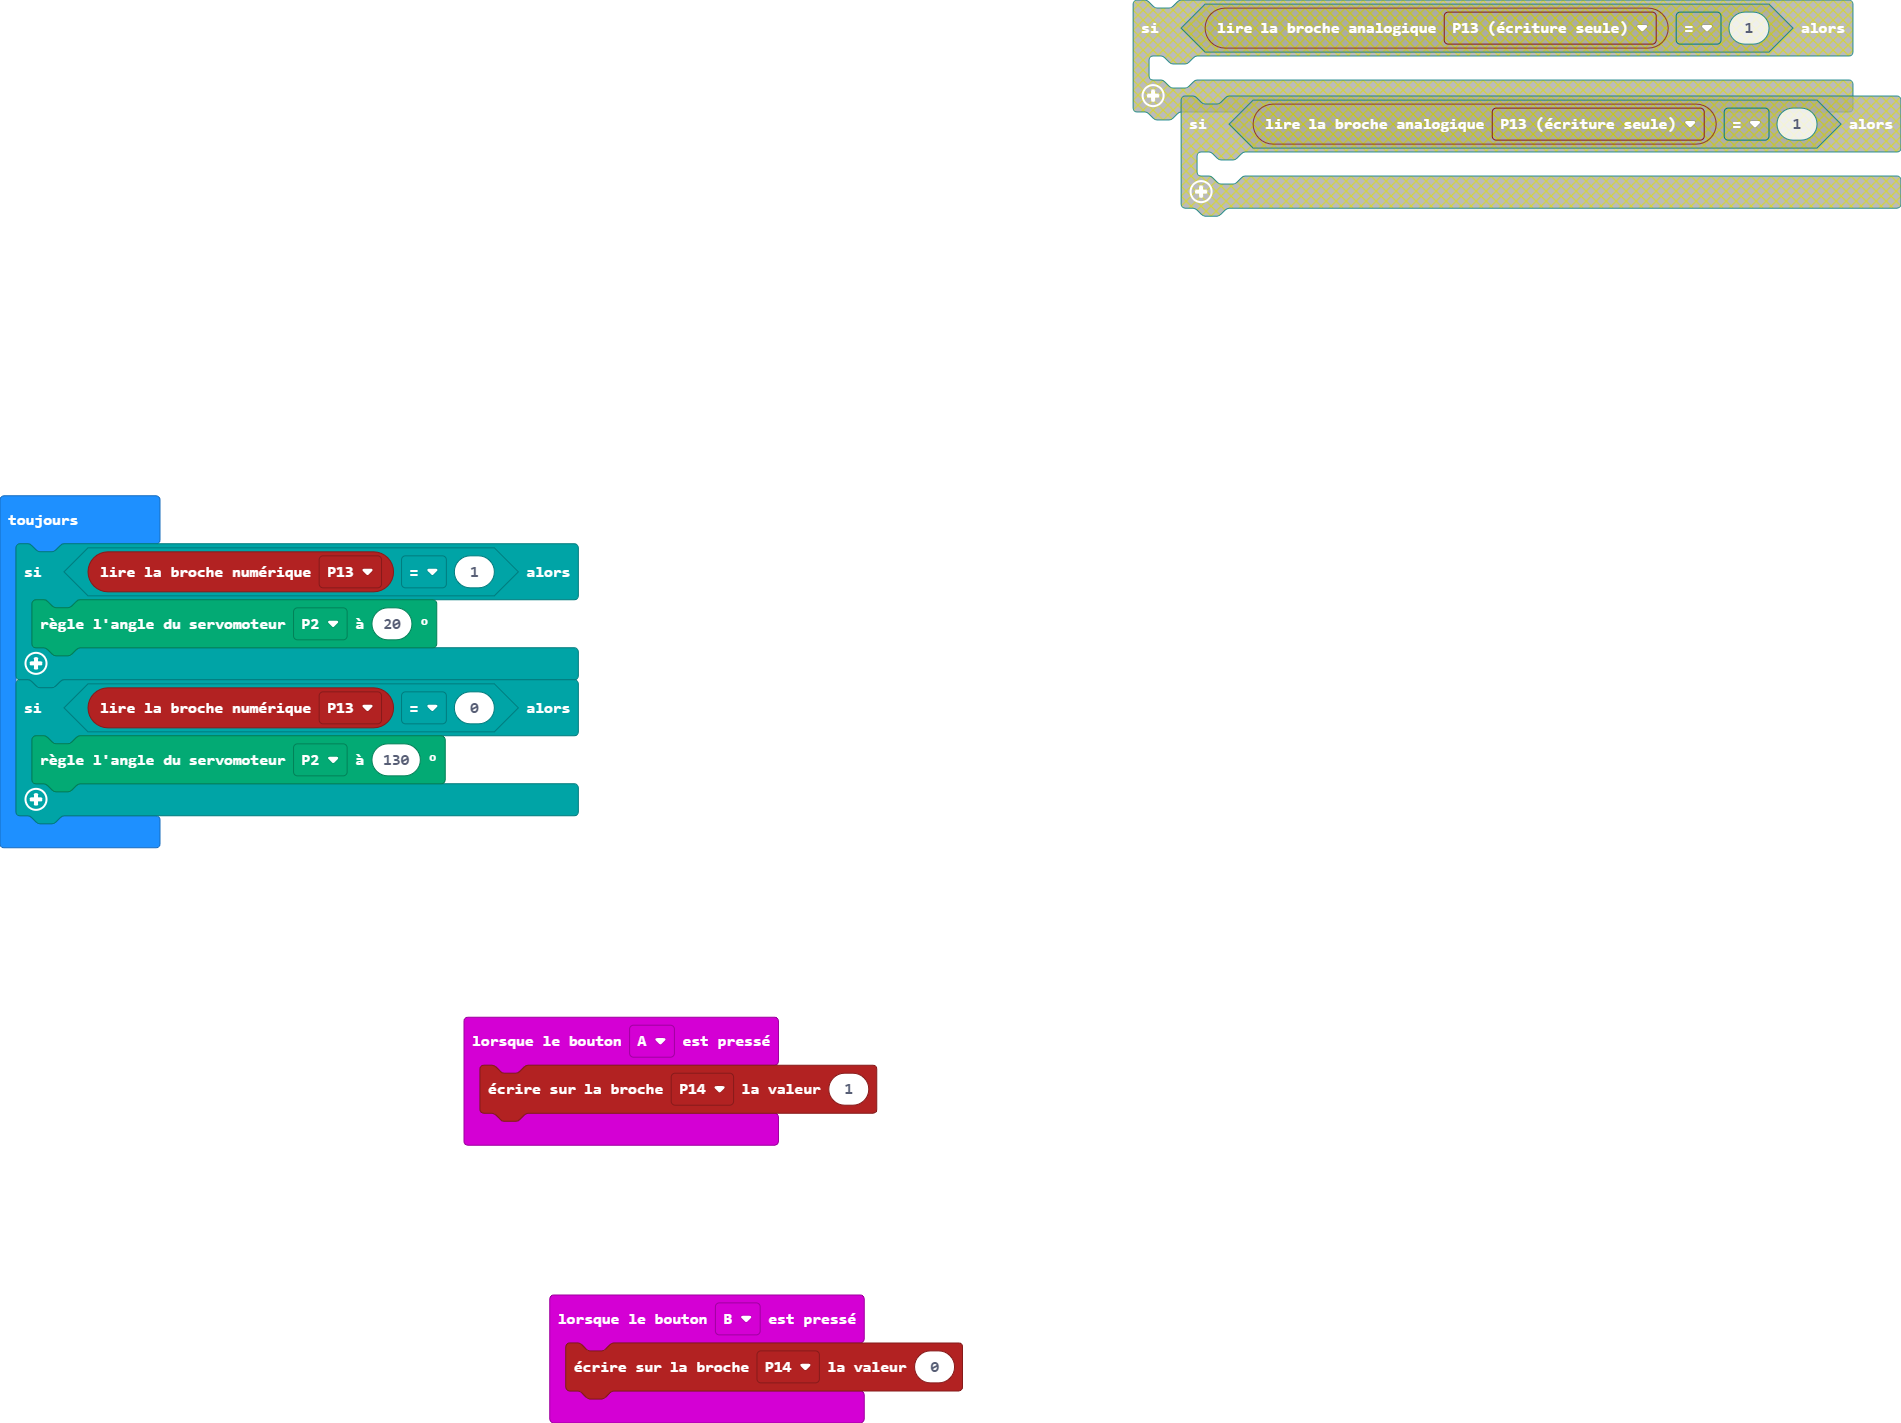 si lire la broche analogique P13 (écriture seule) = 1 alors
si lire la broche analogique P13 (écriture seule) = 1 alors
toujours
si lire la broche numérique P13 = 1 alors
règle l'angle du servomoteur P2 à 20 °
si lire la broche numérique P13 = 0 alors
règle l'angle du servomoteur P2 à 130 °
lorsque le bouton A est pressé
écrire sur la broche P14 la valeur 1
lorsque le bouton B est pressé
écrire sur la broche P14 la valeur 0